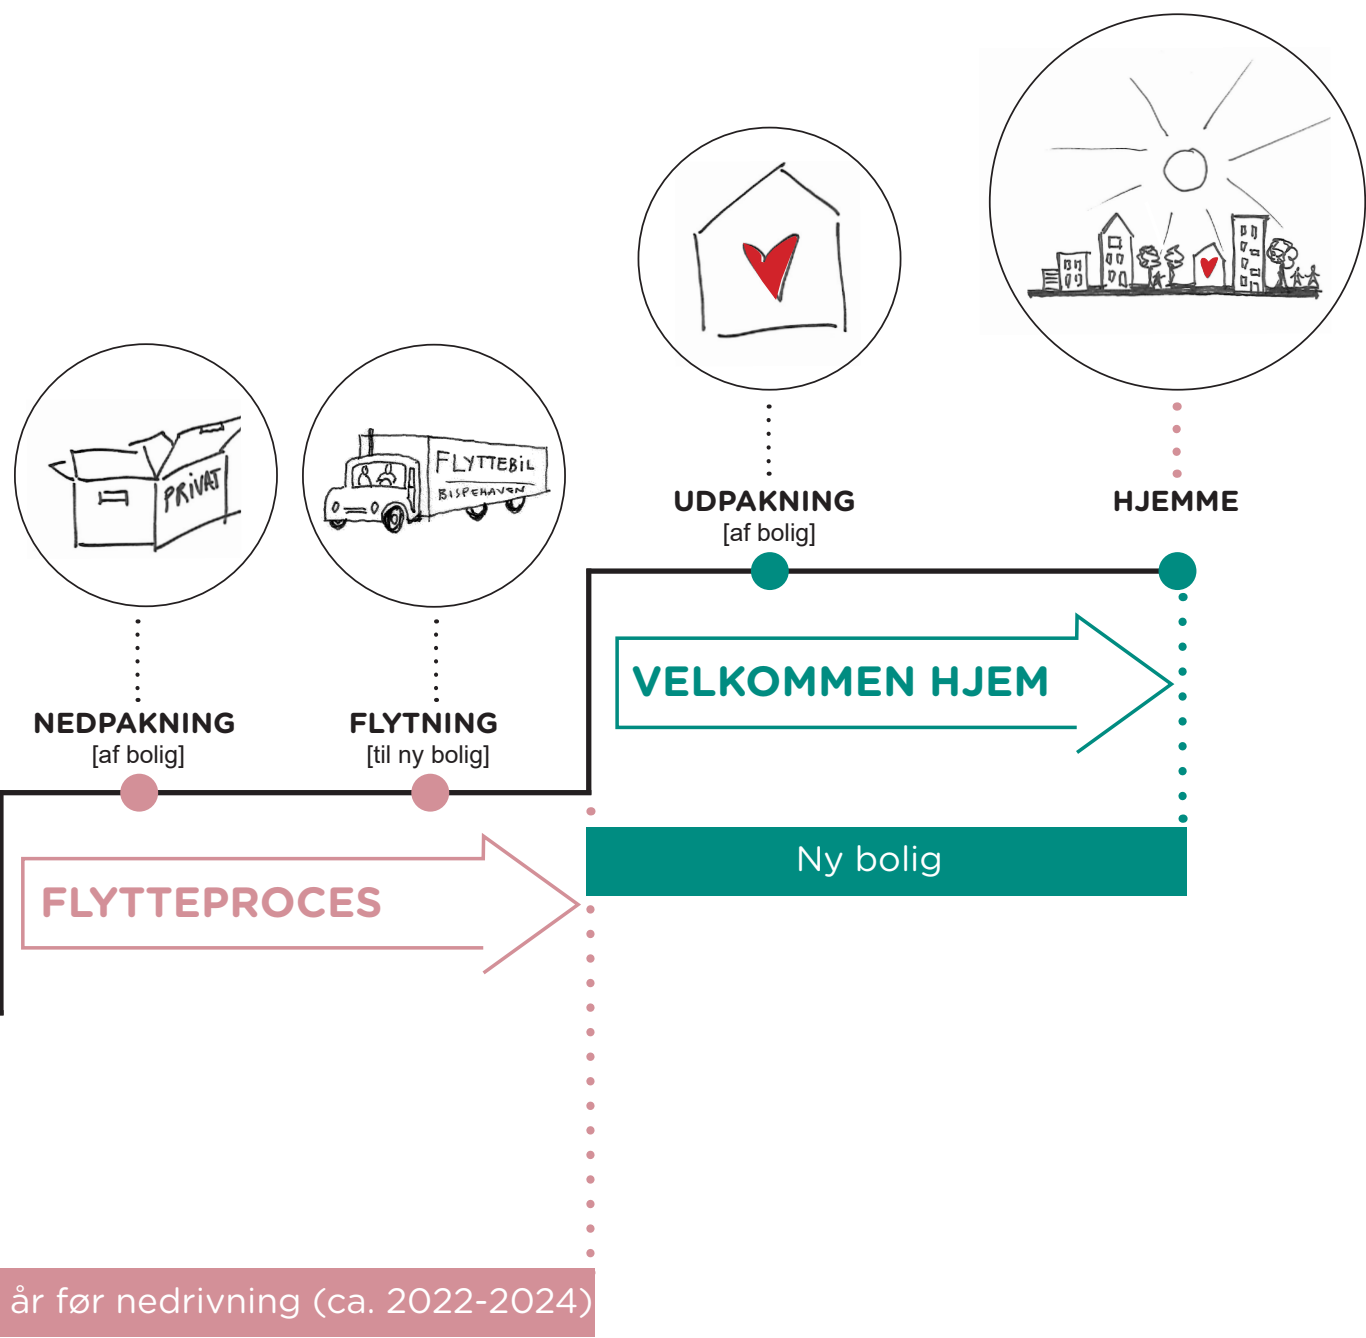 PRIVAT
FLYTTEBIL
BISPEHAVEN
UDPAKNING
[af bolig]
HJEMME
NEDPAKNING
[af bolig]
FLYTNING
[til ny bolig]
VELKOMMEN HJEM
Ny bolig
FLYTTEPROCES
år før nedrivning (ca. 2022-2024)